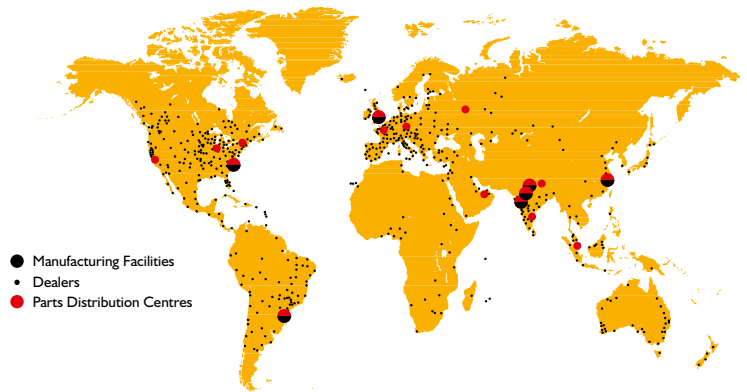 Manufacturing Facilities
Dealers
Parts Distribution Centres